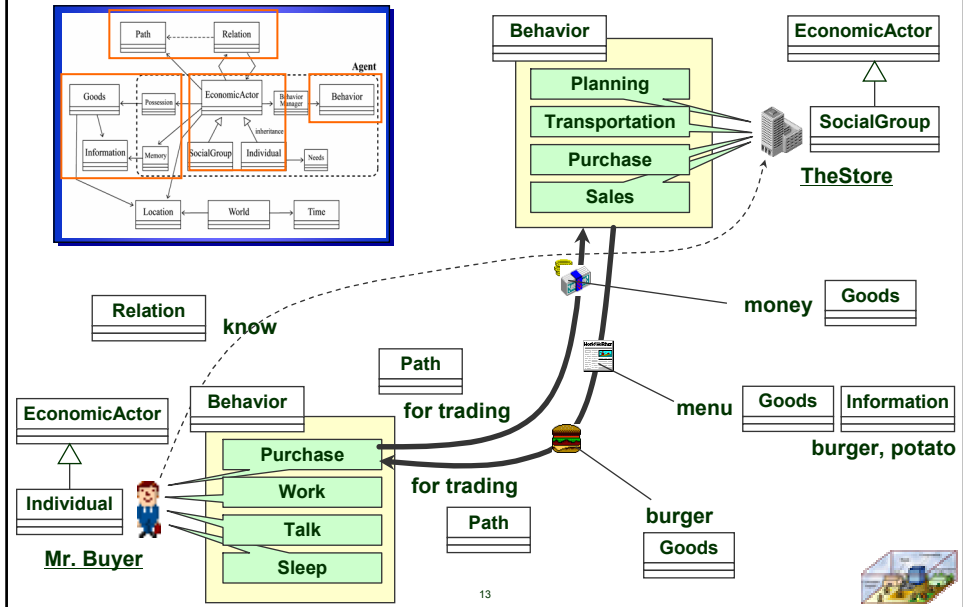 Path
Relation
Agent
Goods
Possession
EconomicActor
Behavior
Manager
Behavior
inheritance
Information
Memory
SocialGroup
Individual
Needs
Location
World
Time
Behavior
Planning
Transportation
Purchase
Sales
EconomicActor
SocialGroup
TheStore
Relation
know
money
Goods
Path
for trading
menu
Goods
Information
burger, potato
EconomicActor
Individual
Mr. Buyer
Behavior
Purchase
Work
Talk
Sleep
for trading
Path
burger
Goods
13